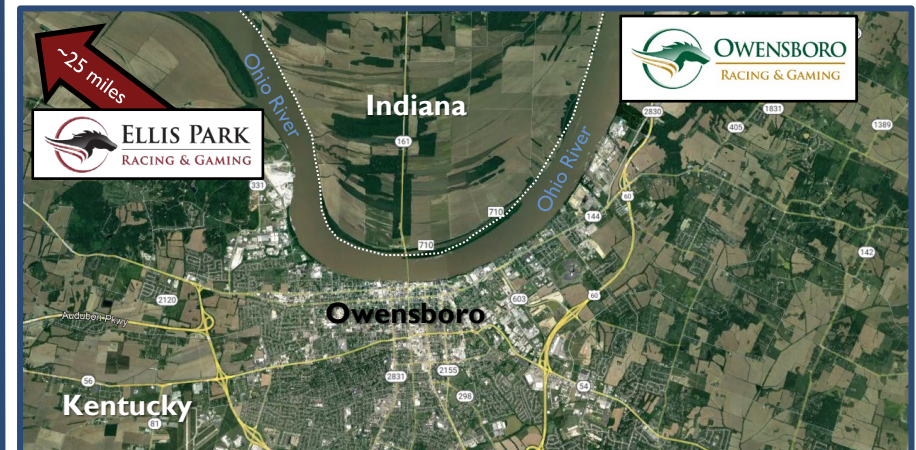 ~25 miles
ELLIS PARK
RACING & GAMING
OWENSBORO
RACING & GAMING
Ohio River
Indiana
Ohio River
161
2830
1831
405
1389
331
60
710
144
710
142
2120
60
603
Owensboro
Audubon Pkwy
2155
56
2831
54
298
Kentucky
81